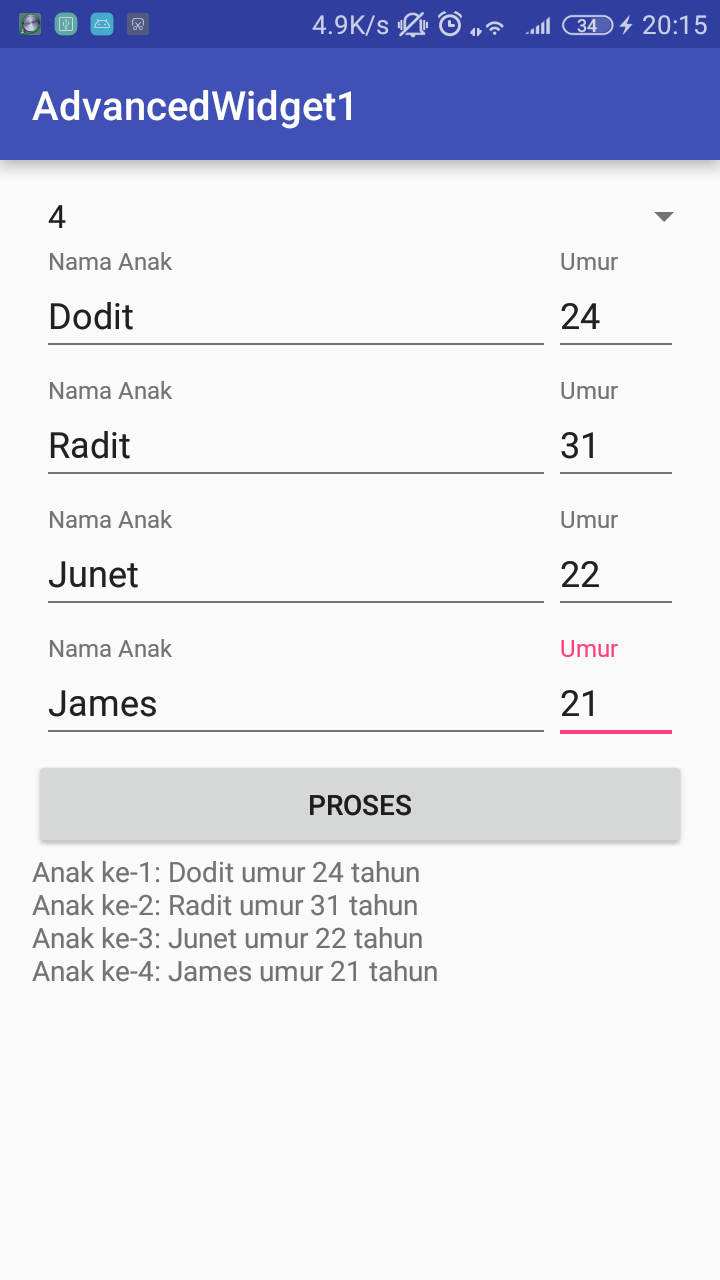 4.9K/s 34 20:15
AdvancedWidget1
4
Nama Anak Umur
Dodit 24
Nama Anak Umur
Radit 31
Nama Anak Umur
Junet 22
Nama Anak Umur
James 21
PROSES
Anak ke-1: Dodit umur 24 tahun
Anak ke-2: Radit umur 31 tahun
Anak ke-3: Junet umur 22 tahun
Anak ke-4: James umur 21 tahun